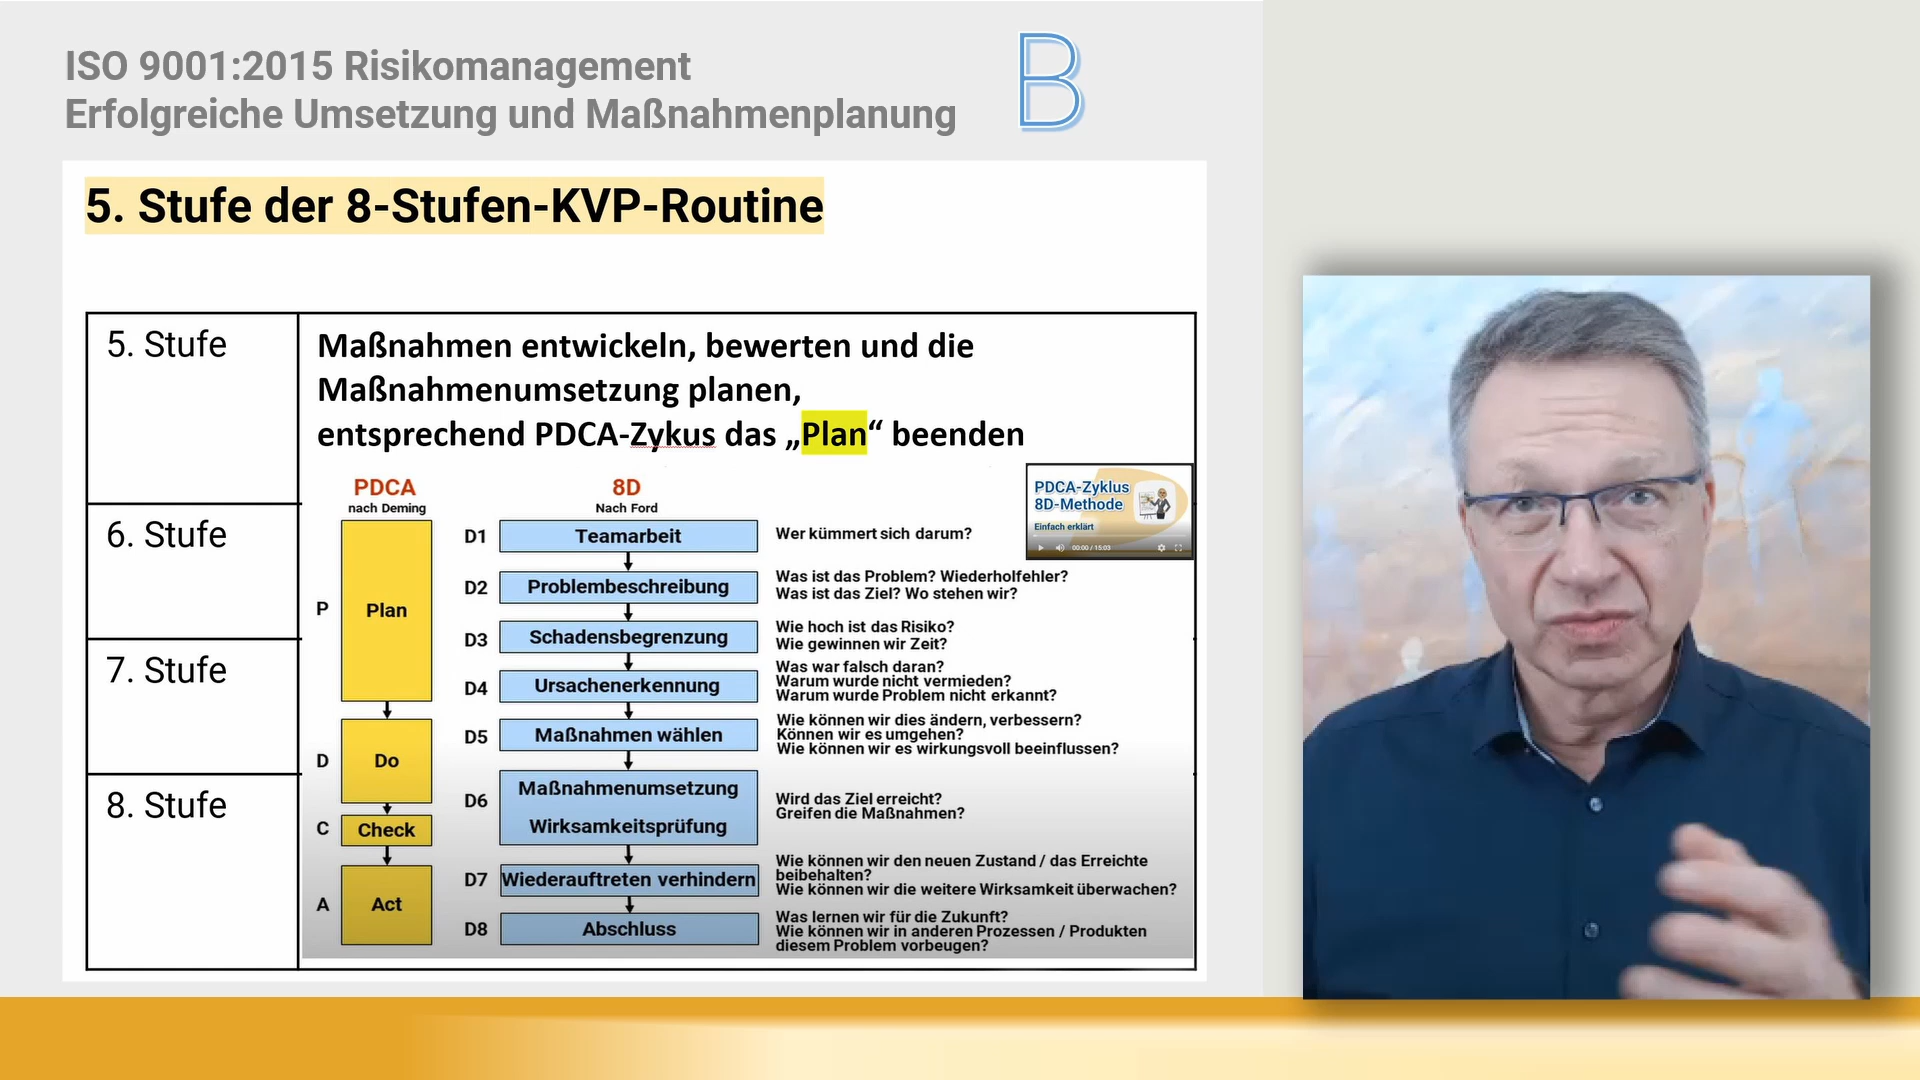 ISO 9001:2015 Risikomanagement
Erfolgreiche Umsetzung und Maßnahmenplanung
B
5. Stufe der 8-Stufen-KVP-Routine
5. Stufe
Maßnahmen entwickeln, bewerten und die
Maßnahmenumsetzung planen,
entsprechend PDCA-Zykus das „Plan“ beenden
6. Stufe
7. Stufe
8. Stufe
PDCA
nach Deming
P
Plan
D
Do
C
Check
A
Act
8D
Nach Ford
D1
Teamarbeit
Wer kümmert sich darum?
D2
Problembeschreibung
Was ist das Problem? Wiederholfehler?
Was ist das Ziel? Wo stehen wir?
D3
Schadensbegrenzung
Wie hoch ist das Risiko?
Wie gewinnen wir Zeit?
D4
Ursachenerkennung
Was war falsch daran?
Warum wurde nicht vermieden?
Warum wurde Problem nicht erkannt?
D5
Maßnahmen wählen
Wie können wir dies ändern, verbessern?
Können wir es umgehen?
Wie können wir es wirkungsvoll beeinflussen?
D6
Maßnahmenumsetzung
Wirksamkeitsprüfung
Wird das Ziel erreicht?
Greifen die Maßnahmen?
D7
Wiederauftreten verhindern
Wie können wir den neuen Zustand / das Erreichte
beibehalten?
Wie können wir die weitere Wirksamkeit überwachen?
D8
Abschluss
Was lernen wir für die Zukunft?
Wie können wir in anderen Prozessen / Produkten
diesem Problem vorbeugen?
PDCA-Zyklus
8D-Methode
Einfach erklärt
00:00 / 15:03